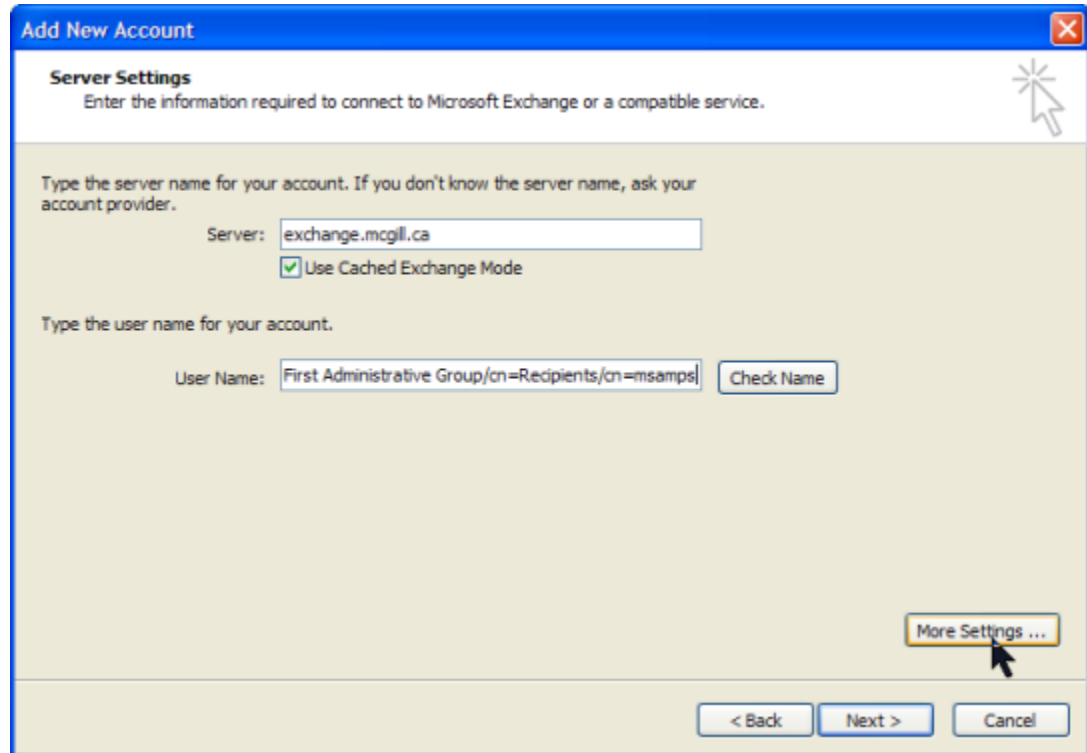 Add New Account
Server Settings
Enter the information required to connect to Microsoft Exchange or a compatible service.
Type the server name for your account. If you don't know the server name, ask your
account provider.
Server: exchange.mcgill.ca
Use Cached Exchange Mode
Type the user name for your account.
User Name: First Administrative Group/cn=Recipients/cn=msamps Check Name
More Settings ...
< Back Next > Cancel